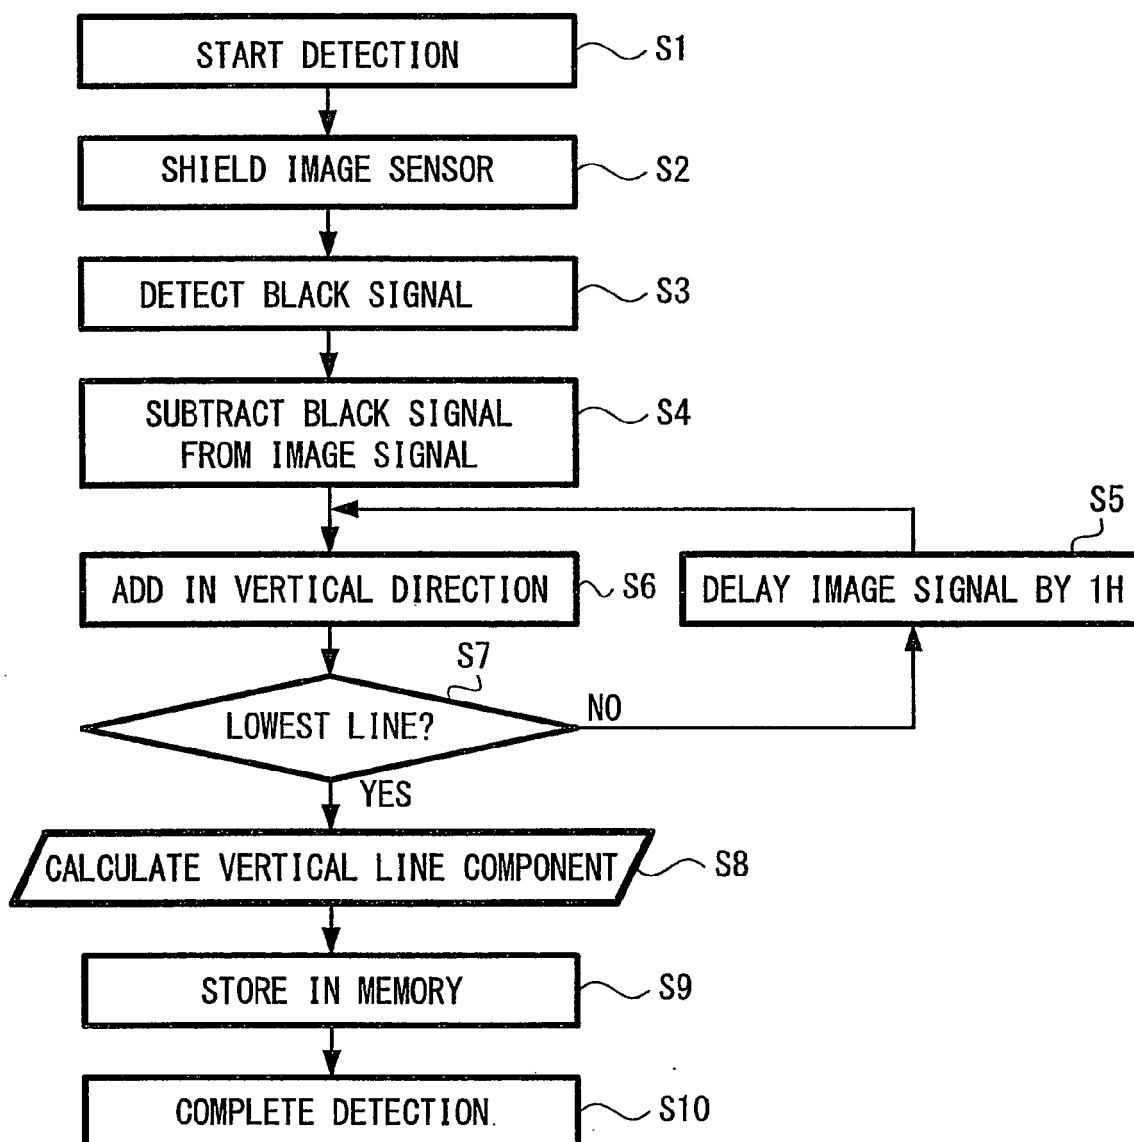 START DETECTION
S1
SHIELD IMAGE SENSOR
S2
DETECT BLACK SIGNAL
S3
SUBTRACT BLACK SIGNAL
FROM IMAGE SIGNAL
S4
S5
DELAY IMAGE SIGNAL BY 1H
ADD IN VERTICAL DIRECTION
S6
S7
LOWEST LINE?
NO
YES
CALCULATE VERTICAL LINE COMPONENT
S8
STORE IN MEMORY
S9
COMPLETE DETECTION
S10